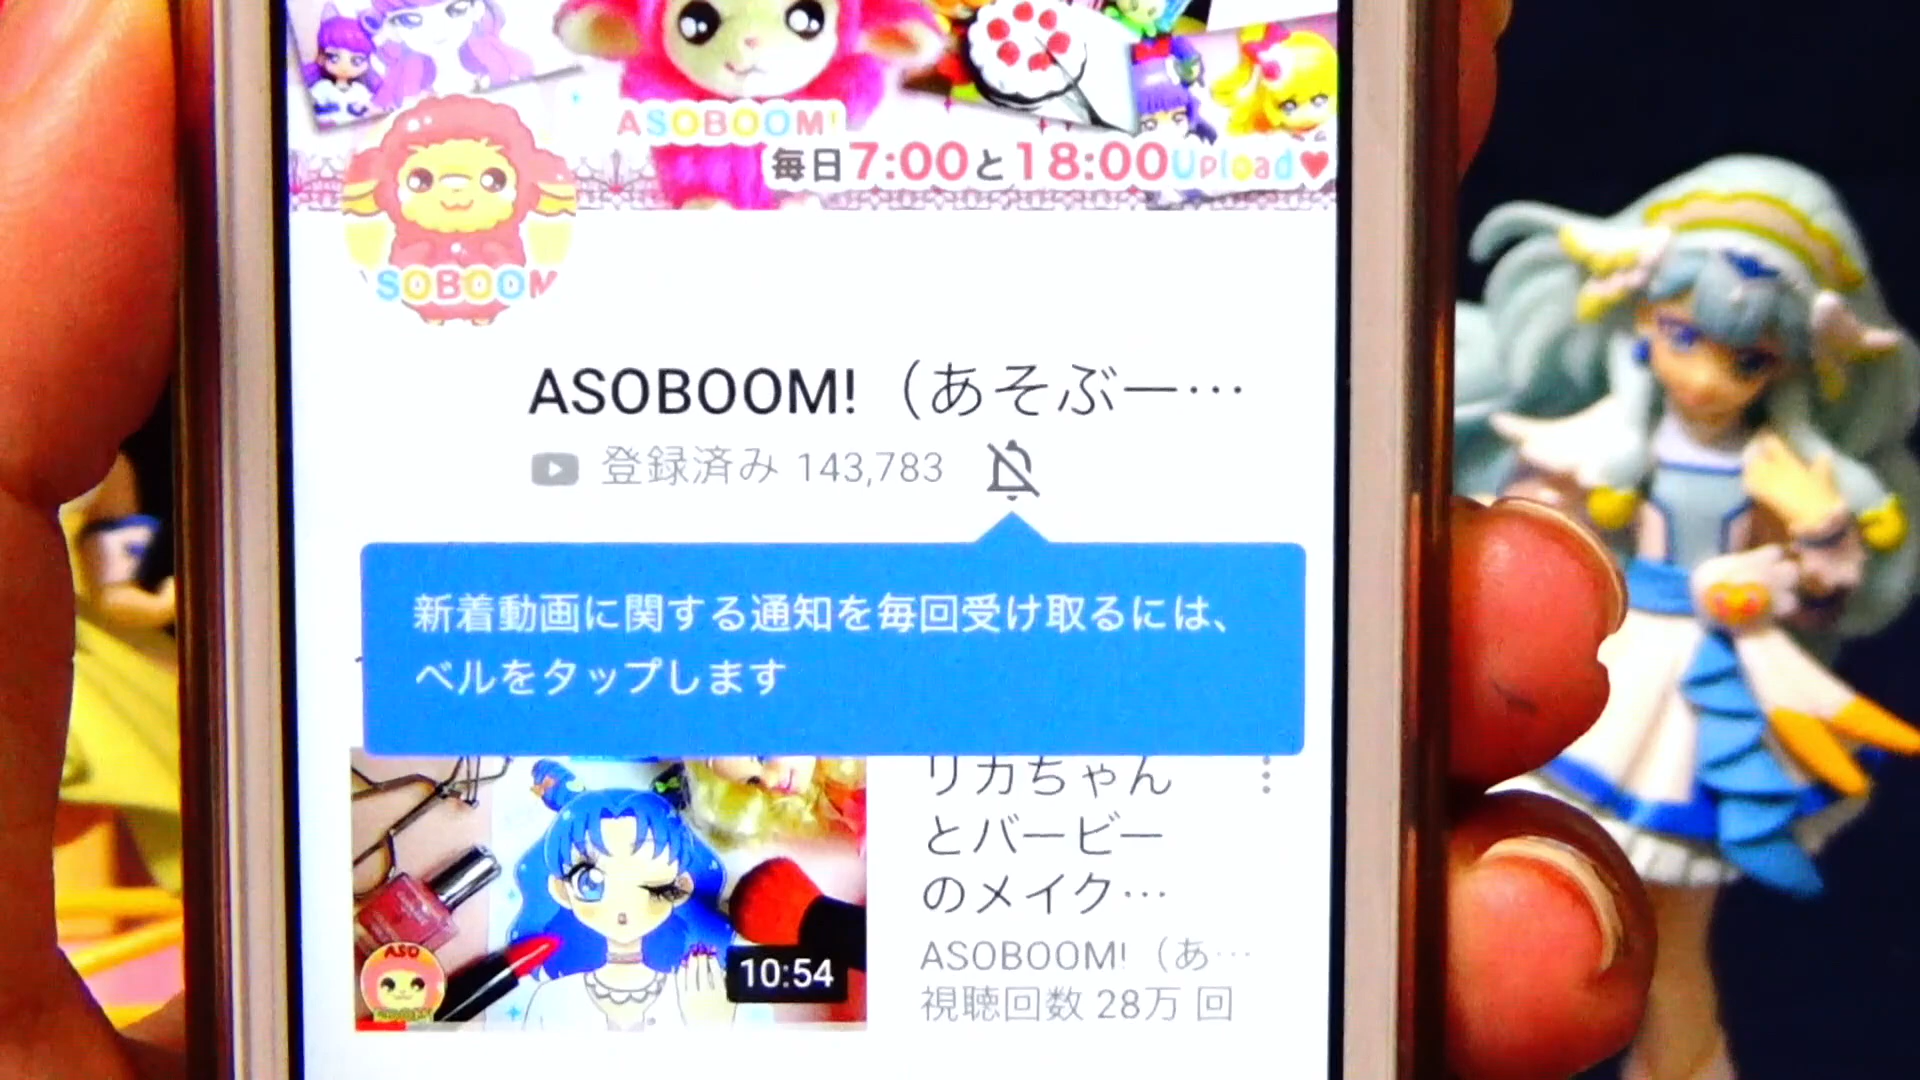 ASOBOOM!
毎日7:00と18:00Upload♥
SOBOOM
ASOBOOM!（あそぶー…
登録済み 143,783
新着動画に関する通知を毎回受け取るには、
ベルをタップします
リカちゃん
とバービー
のメイク…
ASOBOOM!（あ…
視聴回数 28万 回
ASO
10:54